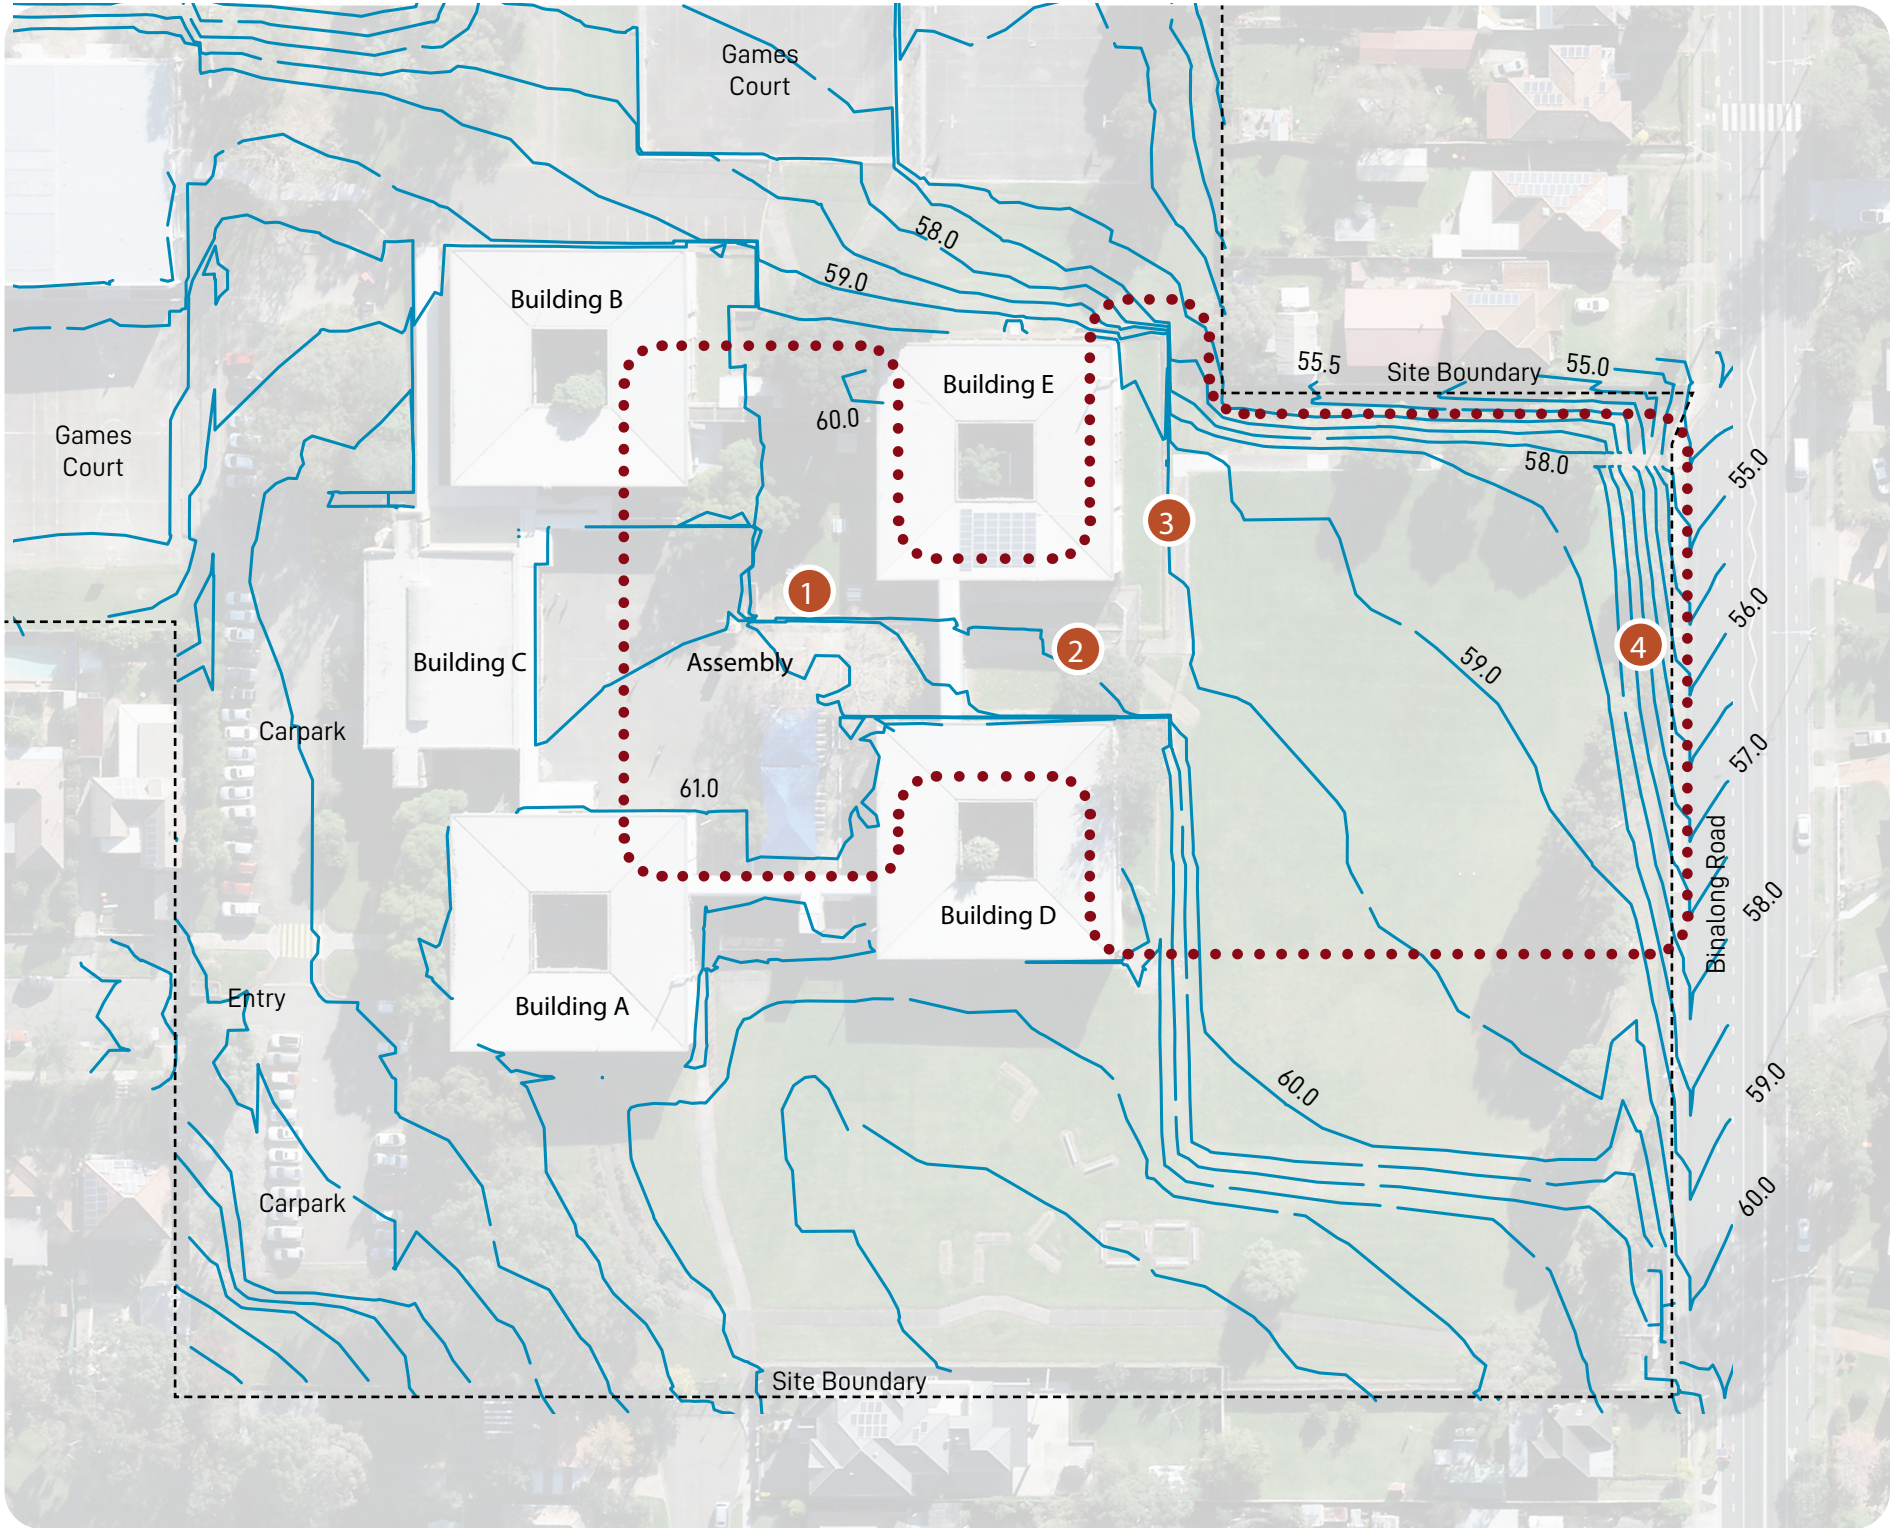 Games
Court
58.0
59.0
Building B
55.5
Site Boundary
55.0
Building E
60.0
Games
Court
58.0
55.0
3
1
56.0
2
4
Building C
Assembly
59.0
Carpark
57.0
61.0
Binalong Road
58.0
Building D
Entry
Building A
59.0
60.0
Carpark
60.0
Site Boundary